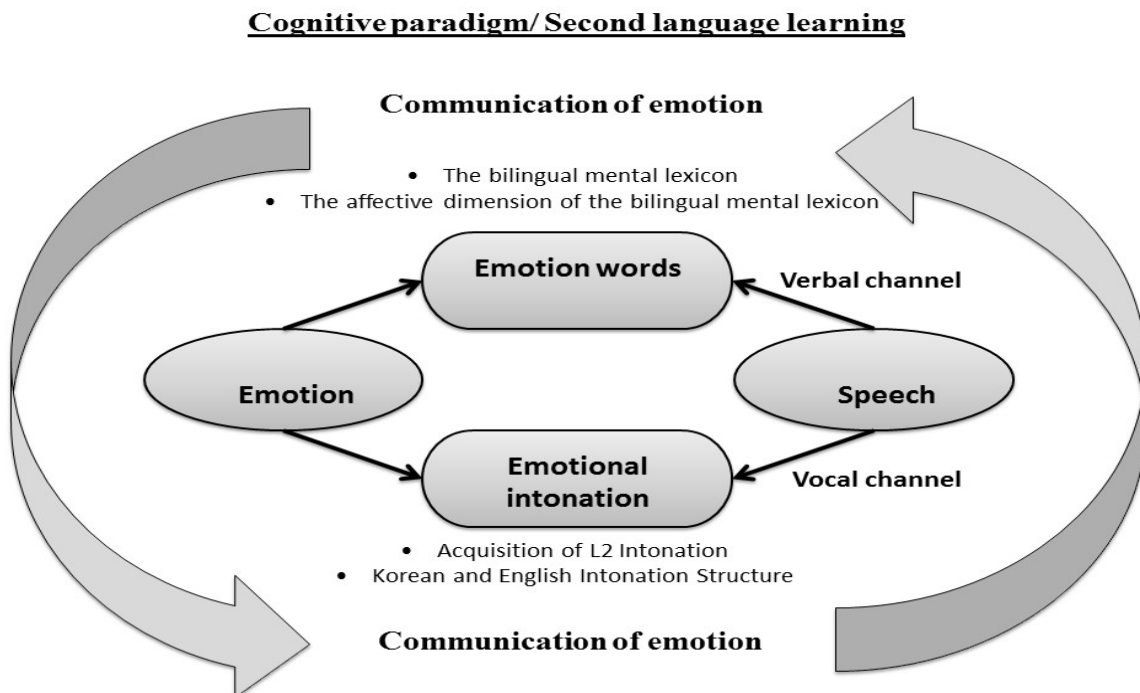 Cognitive paradigm/ Second language learning
Communication of emotion
• The bilingual mental lexicon
• The affective dimension of the bilingual mental lexicon
Emotion words
Verbal channel
Emotion
Speech
Emotional
intonation
Vocal channel
• Acquisition of L2 Intonation
• Korean and English Intonation Structure
Communication of emotion